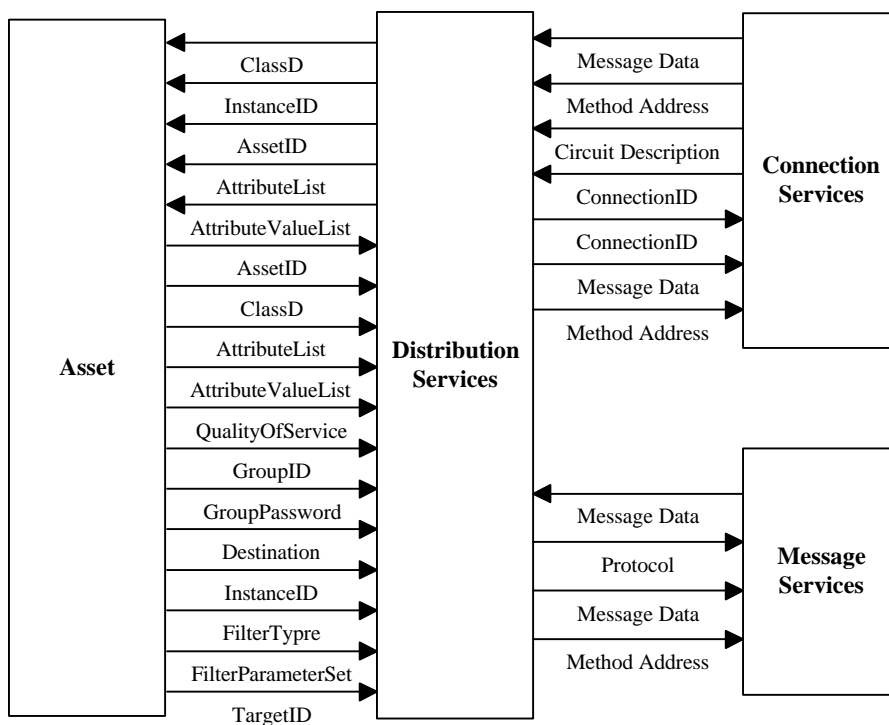 ClassD
InstanceID
AssetID
AttributeList
AttributeValueList
AssetID
ClassD
AttributeList
AttributeValueList
QualityOfService
GroupID
GroupPassword
Destination
InstanceID
FilterTypre
FilterParameterSet
TargetID
Asset
Distribution
Services
Message Data
Method Address
Circuit Description
ConnectionID
ConnectionID
Message Data
Method Address
Connection
Services
Message Data
Protocol
Message Data
Method Address
Message
Services